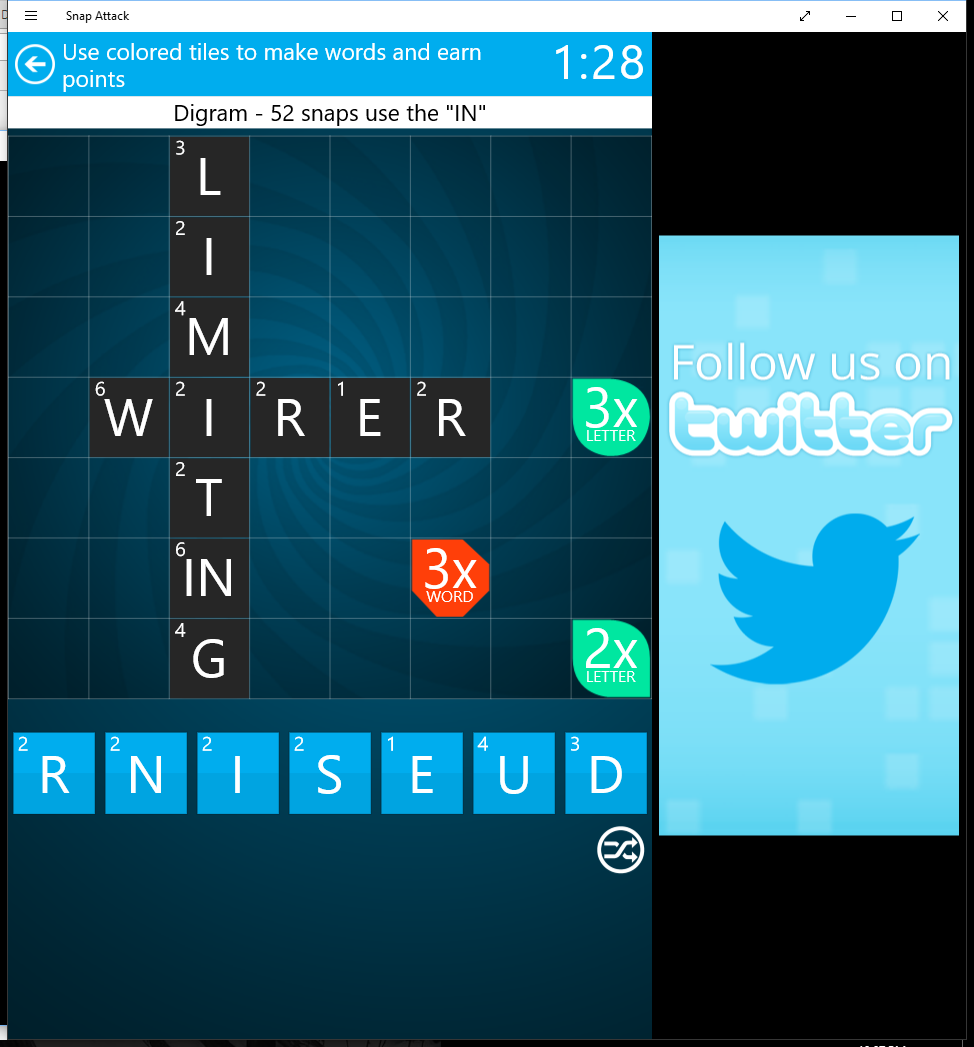 Snap Attack
Use colored tiles to make words and earn
points
1:28
Digram - 52 snaps use the "IN"
3 L
2 I
4 M
6 W 2 I 2 R 1 E 2 R 3x
LETTER
2 T
6 IN 3x
WORD
4 G 2x
LETTER
2 R 2 N 2 I 2 S 1 E 4 U 3 D
Follow us on
twitter